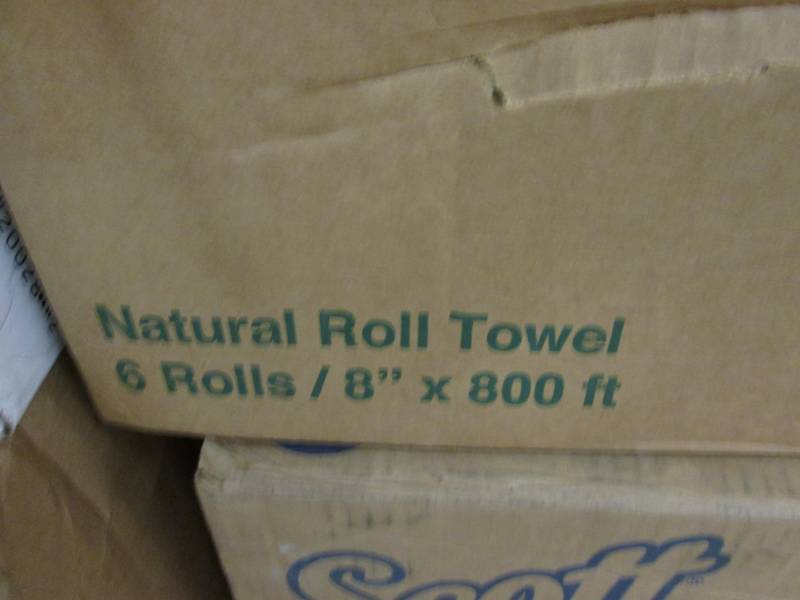 Natural Roll Towel
6 Rolls / 8” x 800 ft
Scott®